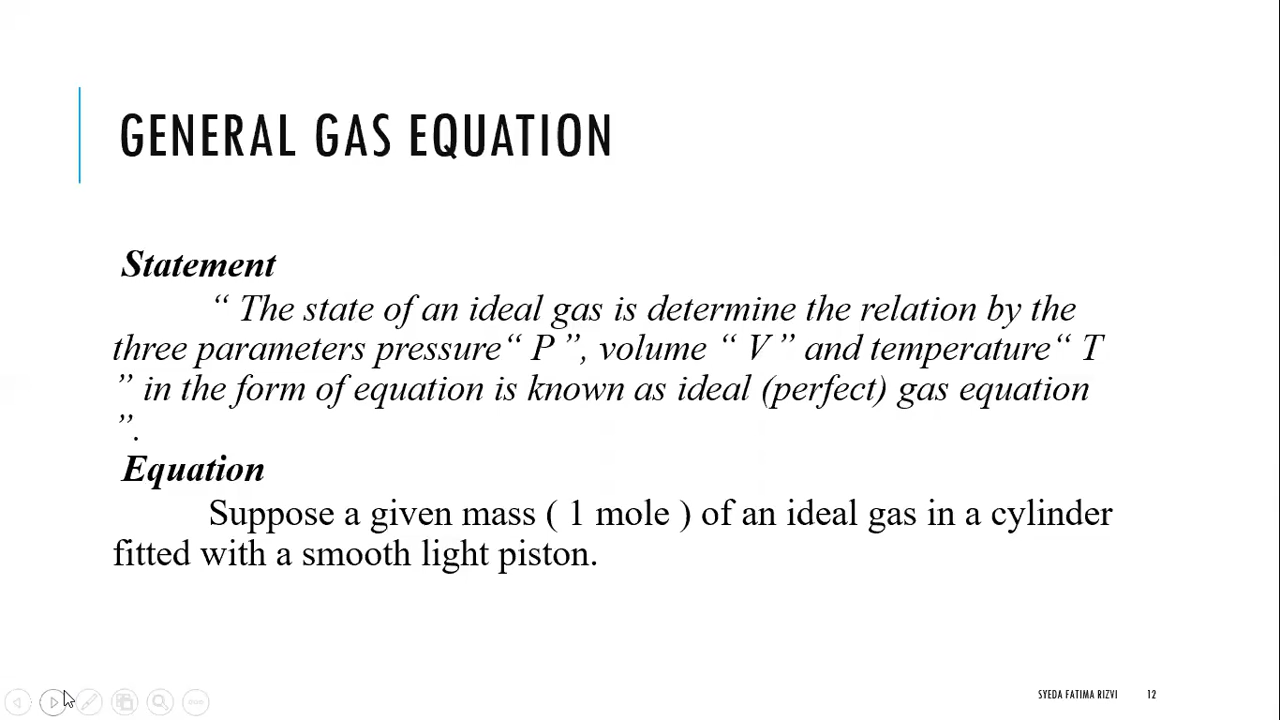 GENERAL GAS EQUATION
Statement
“ The state of an ideal gas is determine the relation by the
three parameters pressure“ P ”, volume “ V ” and temperature“ T
” in the form of equation is known as ideal (perfect) gas equation
”.
Equation
Suppose a given mass ( 1 mole ) of an ideal gas in a cylinder
fitted with a smooth light piston.
SYEDA FATIMA RIZVI 12